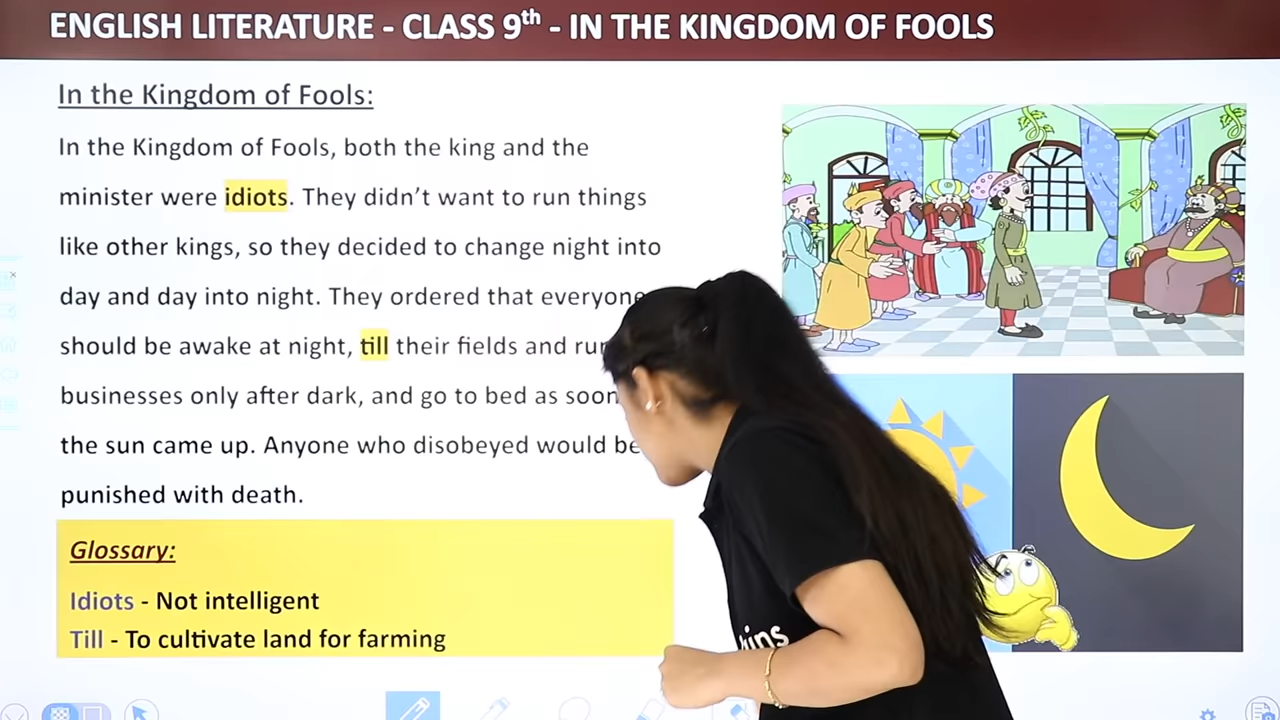 ENGLISH LITERATURE - CLASS 9th - IN THE KINGDOM OF FOOLS
In the Kingdom of Fools:
In the Kingdom of Fools, both the king and the
minister were idiots. They didn't want to run things
like other kings, so they decided to change night into
day and day into night. They ordered that everyone
should be awake at night, till their fields and
businesses only after dark, and go to bed as soon
the sun came up. Anyone who disobeyed would be
punished with death.
Glossary:
Idiots - Not intelligent
Till - To cultivate land for farming